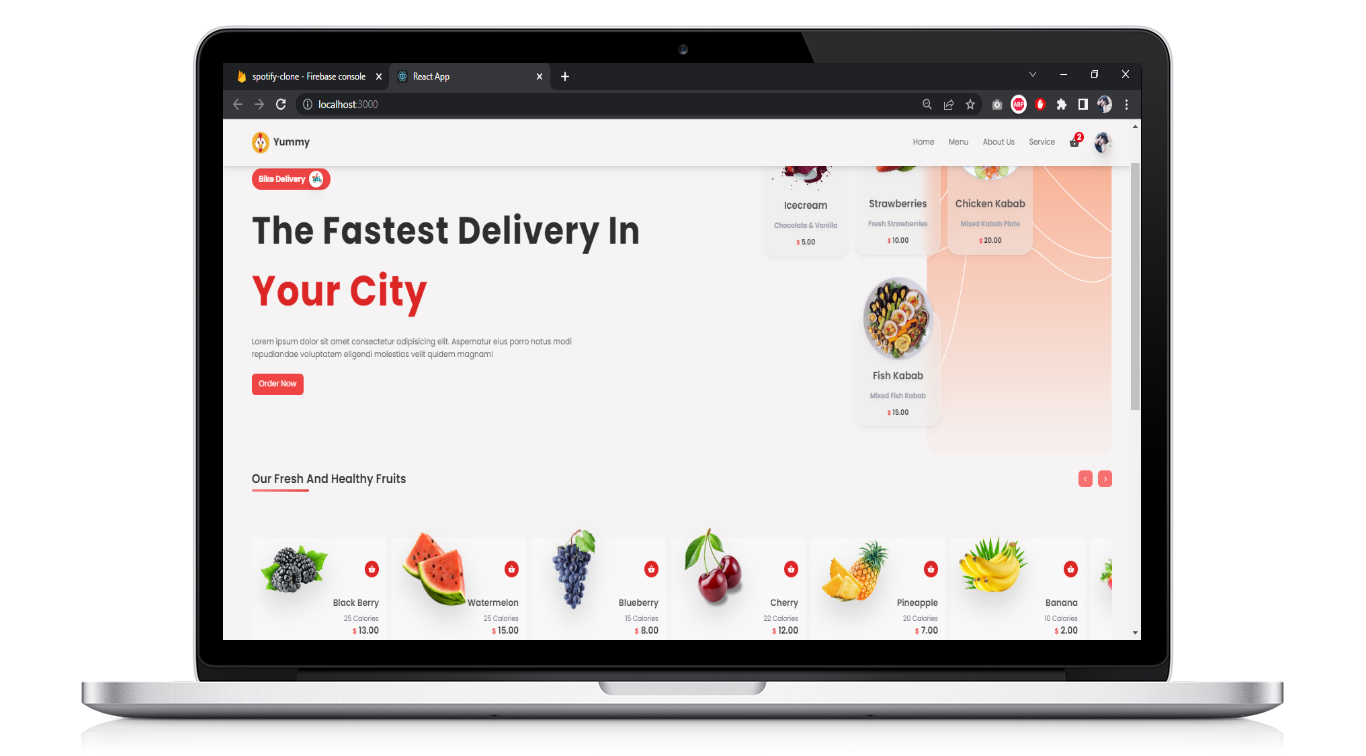 spotify-clone - Firebase console
React App
localhost:3000
ABP
Yummy
Home Menu About Us Service 2
Bike Delivery
The Fastest Delivery In
Your City
Lorem ipsum dolor sit amet consectetur adipisicing elit. Aspernatur eius porro natus modi
repudiandae voluptatem eligendi molestias velit quidem magnam!
Order Now
Icecream
Chocolate & Vanilla
$ 5.00
Strawberries
Fresh Strawberries
$ 10.00
Chicken Kabab
Mixed Kabab Plate
$ 20.00
Fish Kabab
Mixed Fish Kabab
$ 15.00
Our Fresh And Healthy Fruits
Black Berry
25 Calories
$ 13.00
Watermelon
25 Calories
$ 15.00
Blueberry
15 Calories
$ 8.00
Cherry
22 Calories
$ 12.00
Pineapple
20 Calories
$ 7.00
Banana
10 Calories
$ 2.00